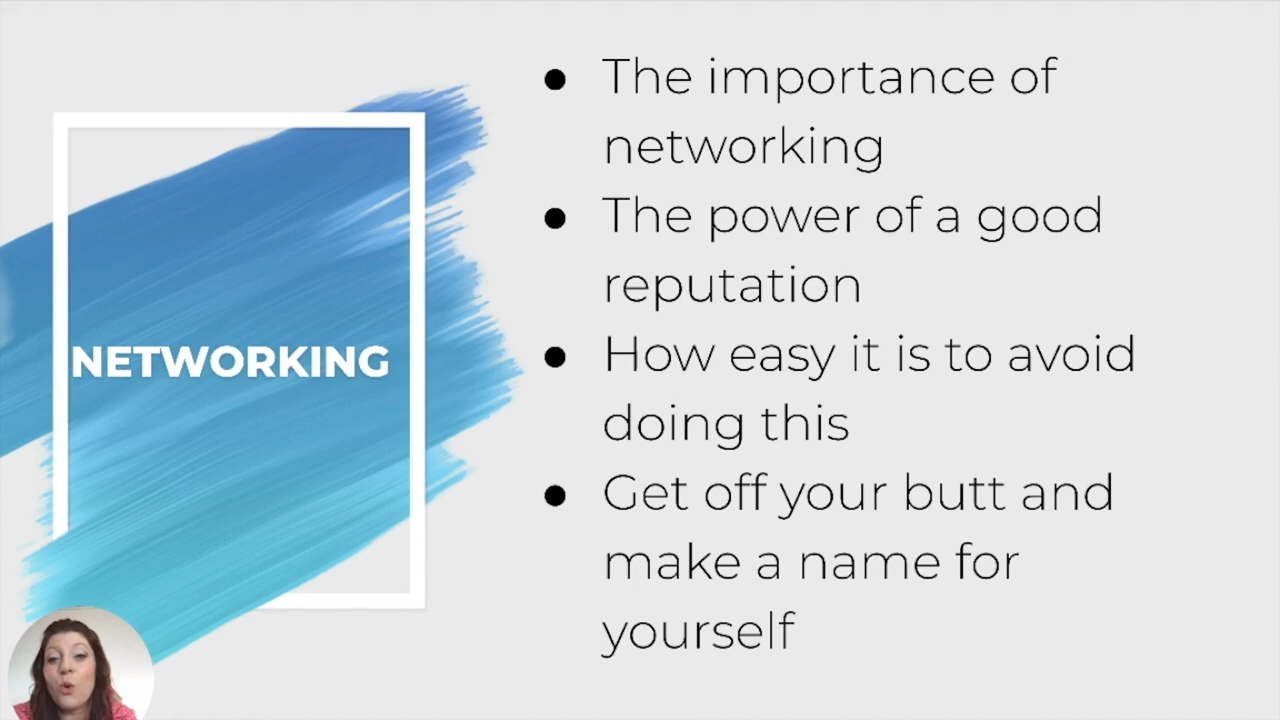 NETWORKING
● The importance of
networking
● The power of a good
reputation
● How easy it is to avoid
doing this
● Get off your butt and
make a name for
yourself